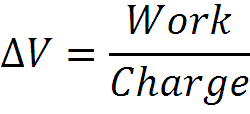 ΔV = Work / Charge